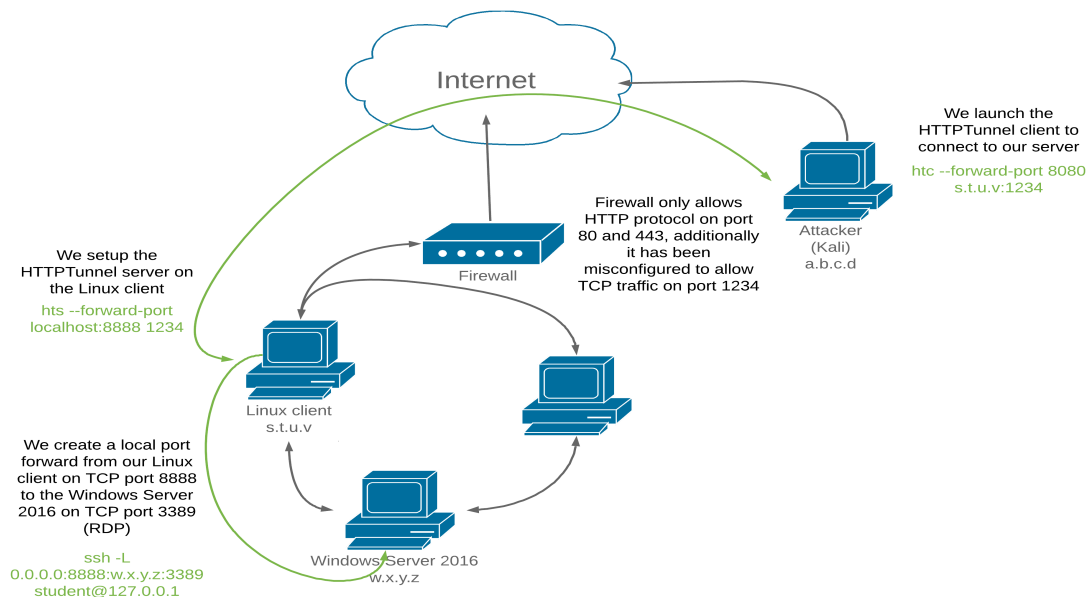 Internet
We launch the
HTTPTunnel client to
connect to our server
htc --forward-port 8080
s.t.u.v:1234
Attacker
(Kali)
a.b.c.d
Firewall only allows
HTTP protocol on port
80 and 443, additionally
it has been
misconfigured to allow
TCP traffic on port 1234
Firewall
We setup the
HTTPTunnel server on
the Linux client
hts --forward-port
localhost:8888 1234
Linux client
s.t.u.v
We create a local port
forward from our Linux
client on TCP port 8888
to the Windows Server
2016 on TCP port 3389
(RDP)
ssh -L
0.0.0.0:8888:w.x.y.z:3389
student@127.0.0.1
Windows Server 2016
w.x.y.z